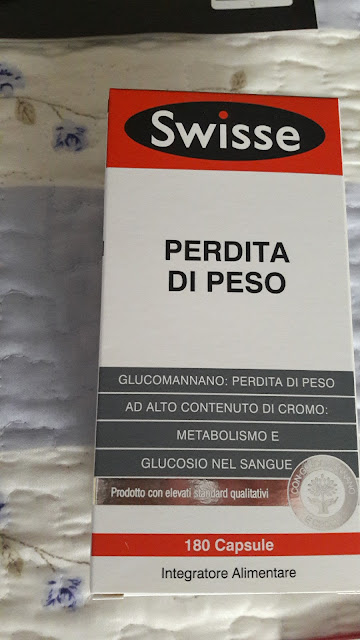 Swisse
PERDITA
DI PESO
GLUCOMANNANO: PERDITA DI PESO
AD ALTO CONTENUTO DI CROMO:
METABOLISMO E
GLUCOSIO NEL SANGUE
Prodotto con elevati standard qualitativi
180 Capsule
Integratore Alimentare